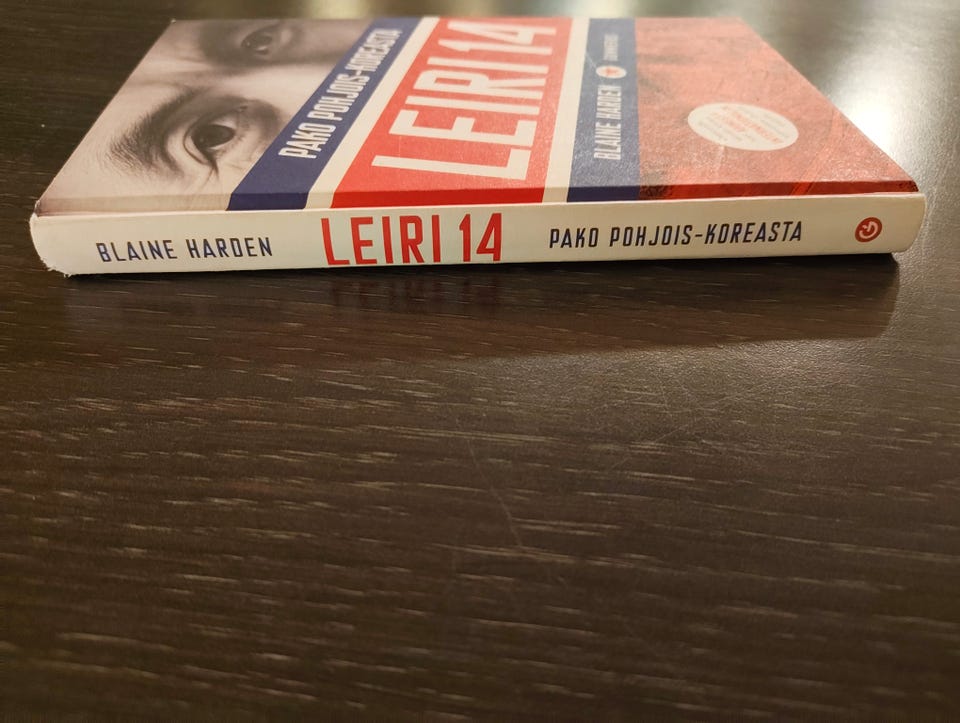 PAKO POHJOIS-KOREASTA
LEIRI 14
BLAINE HARDEN
BLAINE HARDEN
LEIRI 14
PAKO POHJOIS-KOREASTA